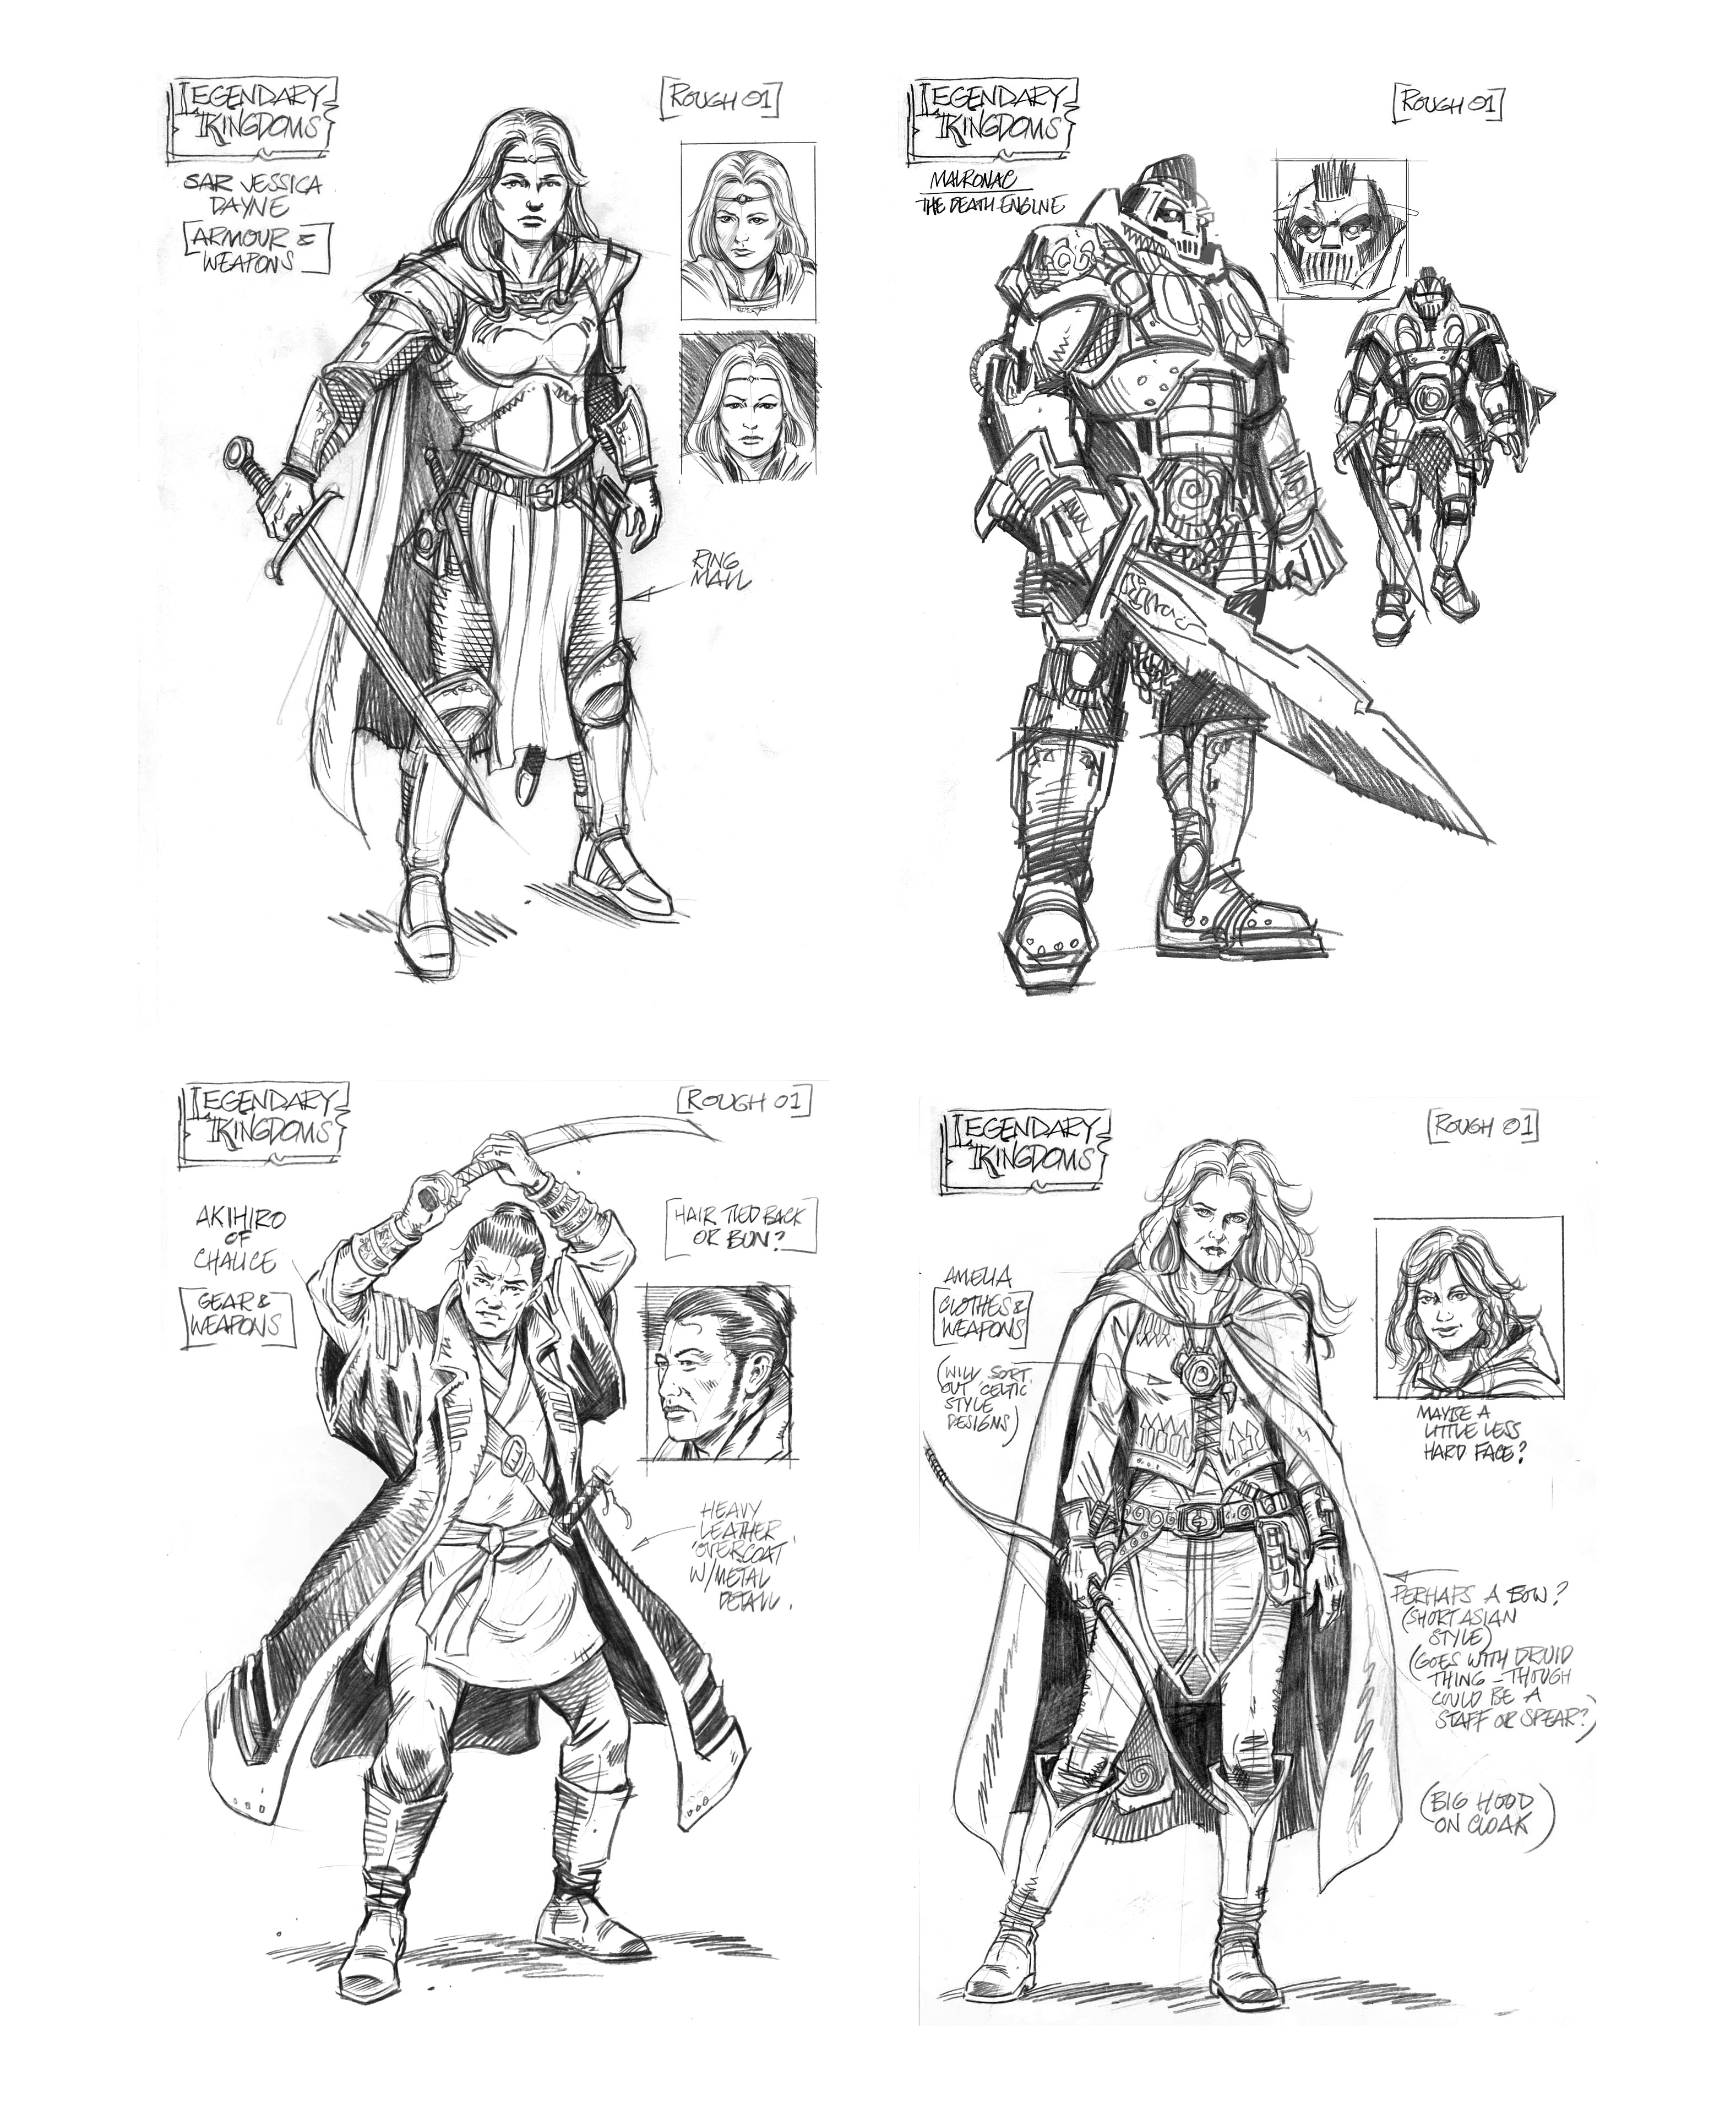 LEGENDARY
KINGDOMS
[ROUGH 01]
SAR JESSICA
DAYNE
[ARMOUR &
WEAPONS]
RING
MAIL
LEGENDARY
KINGDOMS
[ROUGH 01]
MALRONAC
THE DEATH ENGINE
LEGENDARY
KINGDOMS
[ROUGH 01]
AKIHIRO
OF
CHALICE
[GEAR &
WEAPONS]
[HAIR TIED BACK
OR BUN?]
HEAVY
LEATHER
'OVERCOAT'
W/METAL
DETAIL.
LEGENDARY
KINGDOMS
[ROUGH 01]
AMELIA
[CLOTHES &
WEAPONS]
(WILL SORT
OUT 'CELTIC'
STYLE
DESIGNS)
MAYBE A
LITTLE LESS
HARD FACE?
PERHAPS A BOW?
(SHORT ASIAN
STYLE)
(GOES WITH DRUID
THING - THOUGH
COULD BE A
STAFF OR SPEAR?)
(BIG HOOD
ON CLOAK)